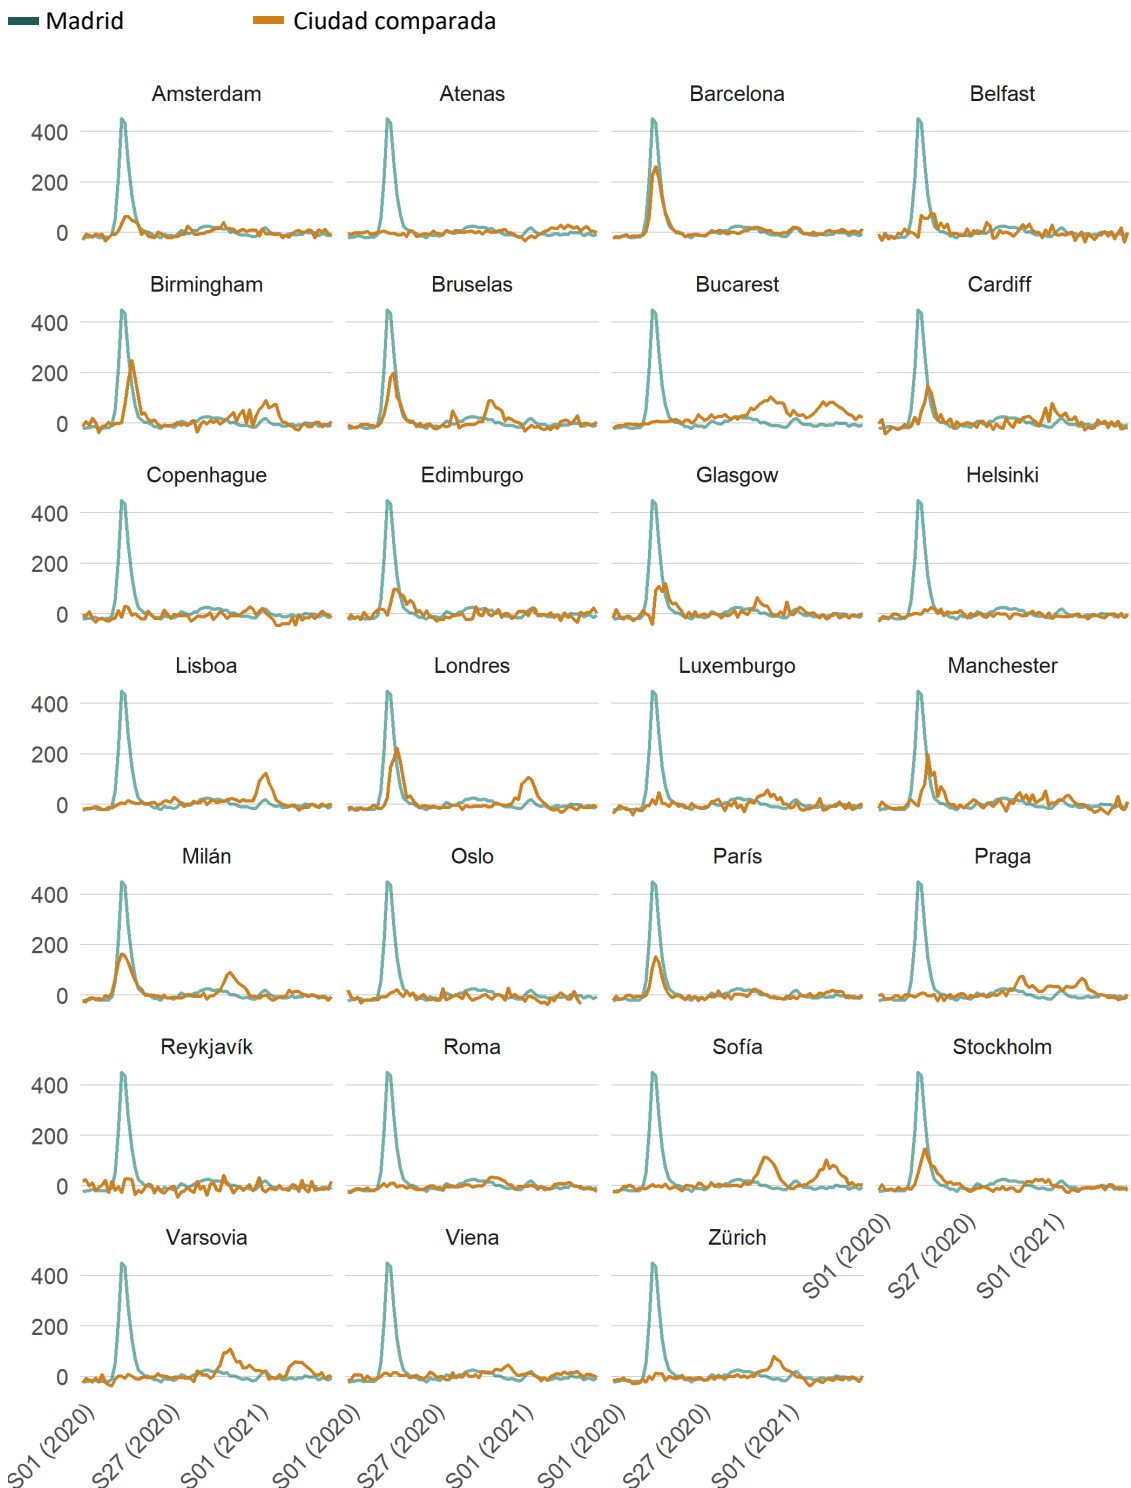 Madrid Ciudad comparada
Amsterdam Atenas Barcelona Belfast
400
200
0
Birmingham Bruselas Bucarest Cardiff
400
200
0
Copenhague Edimburgo Glasgow Helsinki
400
200
0
Lisboa Londres Luxemburgo Manchester
400
200
0
Milán Oslo París Praga
400
200
0
Reykjavík Roma Sofía Stockholm
400
200
0
S01 (2020) S27 (2020) S01 (2021)
Varsovia Viena Zürich
400
200
0
S01 (2020) S27 (2020) S01 (2021) S01 (2020) S27 (2020) S01 (2021) S01 (2020) S27 (2020) S01 (2021)